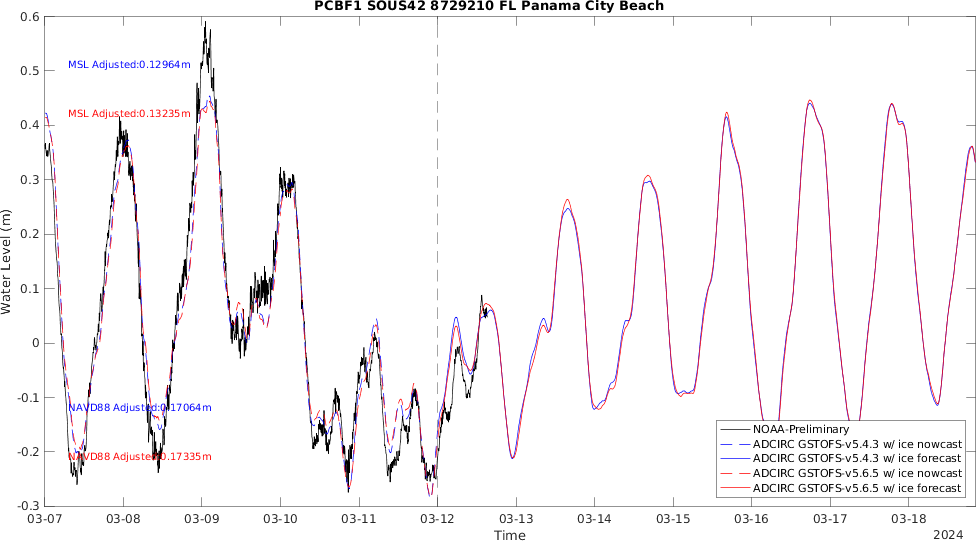 PCBF1 SOUS42 8729210 FL Panama City Beach
0.6
0.5
0.4
0.3
0.2
0.1
0
-0.1
-0.2
-0.3
Water Level (m)
MSL Adjusted:0.12964m
MSL Adjusted:0.13235m
NAVD88 Adjusted:0.17064m
NAVD88 Adjusted:0.17335m
NOAA-Preliminary
ADCIRC GSTOFS-v5.4.3 w/ ice nowcast
ADCIRC GSTOFS-v5.4.3 w/ ice forecast
ADCIRC GSTOFS-v5.6.5 w/ ice nowcast
ADCIRC GSTOFS-v5.6.5 w/ ice forecast
03-07 03-08 03-09 03-10 03-11 03-12 03-13 03-14 03-15 03-16 03-17 03-18
Time
2024